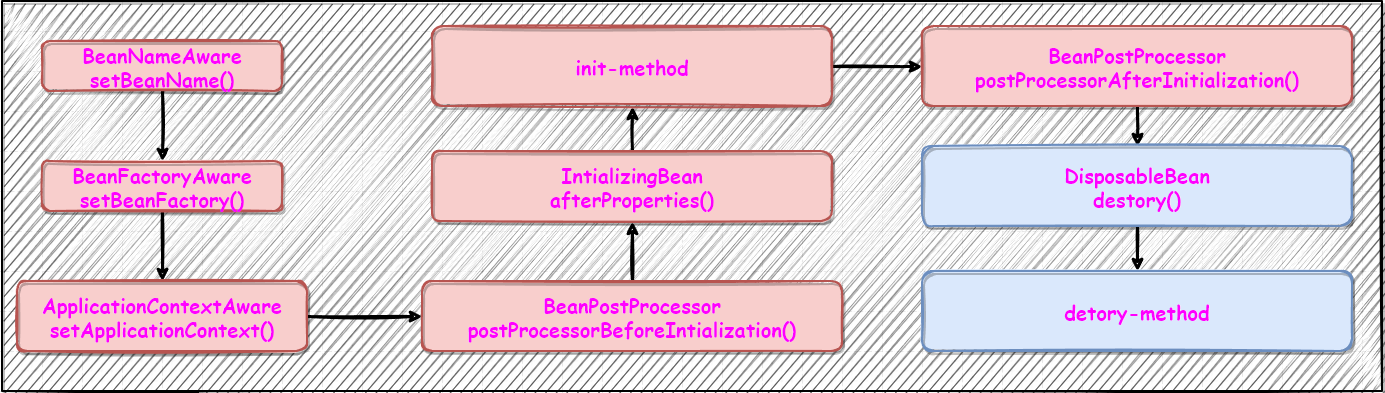 BeanNameAware
setBeanName()
BeanFactoryAware
setBeanFactory()
ApplicationContextAware
setApplicationContext()
BeanPostProcessor
postProcessorBeforeIntialization()
IntializingBean
afterProperties()
init-method
BeanPostProcessor
postProcessorAfterInitialization()
DisposableBean
destory()
detory-method